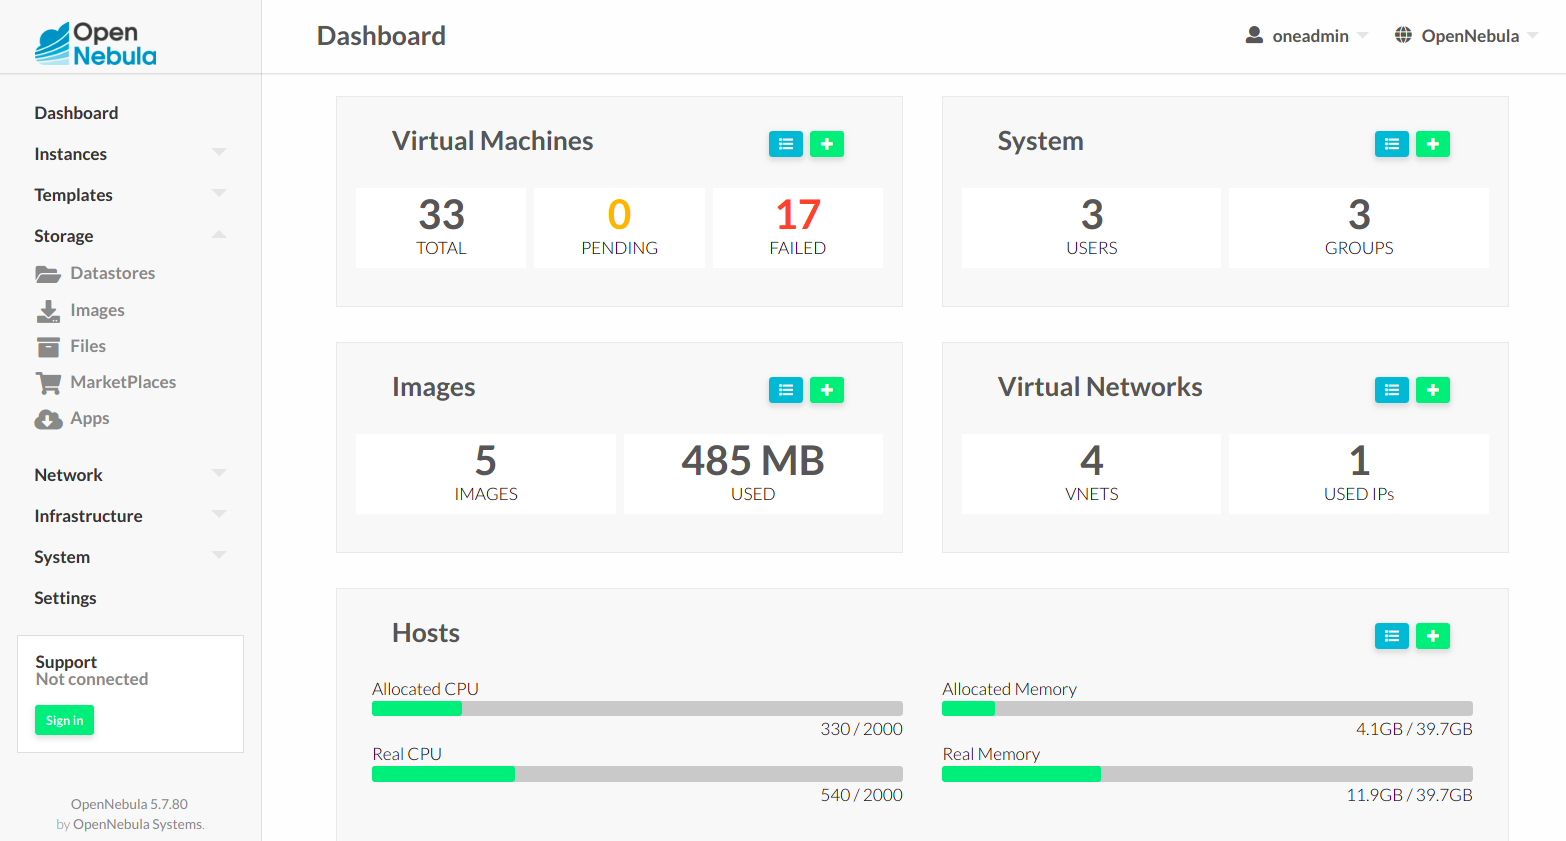 Open
Nebula
Dashboard
oneadmin
OpenNebula
Dashboard
Instances
Templates
Storage
Datastores
Images
Files
MarketPlaces
Apps
Network
Infrastructure
System
Settings
Support
Not connected
Sign in
OpenNebula 5.7.80
by OpenNebula Systems.
Virtual Machines
33
TOTAL
0
PENDING
17
FAILED
System
3
USERS
3
GROUPS
Images
5
IMAGES
485 MB
USED
Virtual Networks
4
VNETS
1
USED IPs
Hosts
Allocated CPU
330 / 2000
Real CPU
540 / 2000
Allocated Memory
4.1GB / 39.7GB
Real Memory
11.9GB / 39.7GB